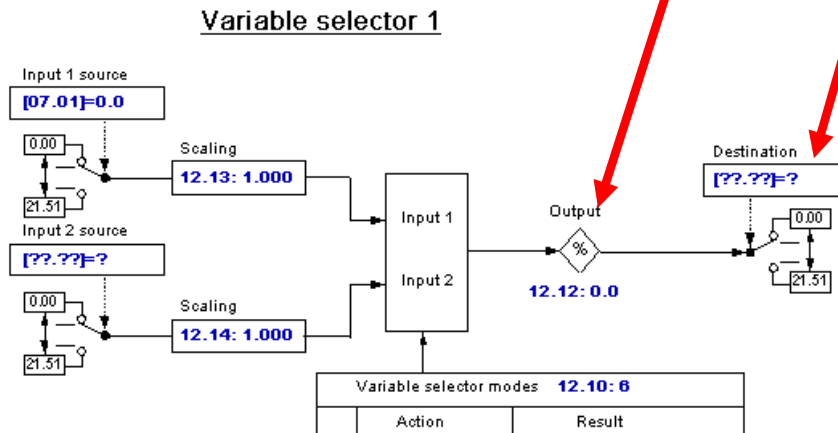 Variable selector 1
Input 1 source
[07.01]=0.0
0.00
21.51
Scaling
12.13: 1.000
Input 2 source
[??.??]=?
0.00
21.51
Scaling
12.14: 1.000
Input 1
Input 2
Output
%
12.12: 0.0
Destination
[??.??]=?
0.00
21.51
Variable selector modes 12.10: 6
Action Result